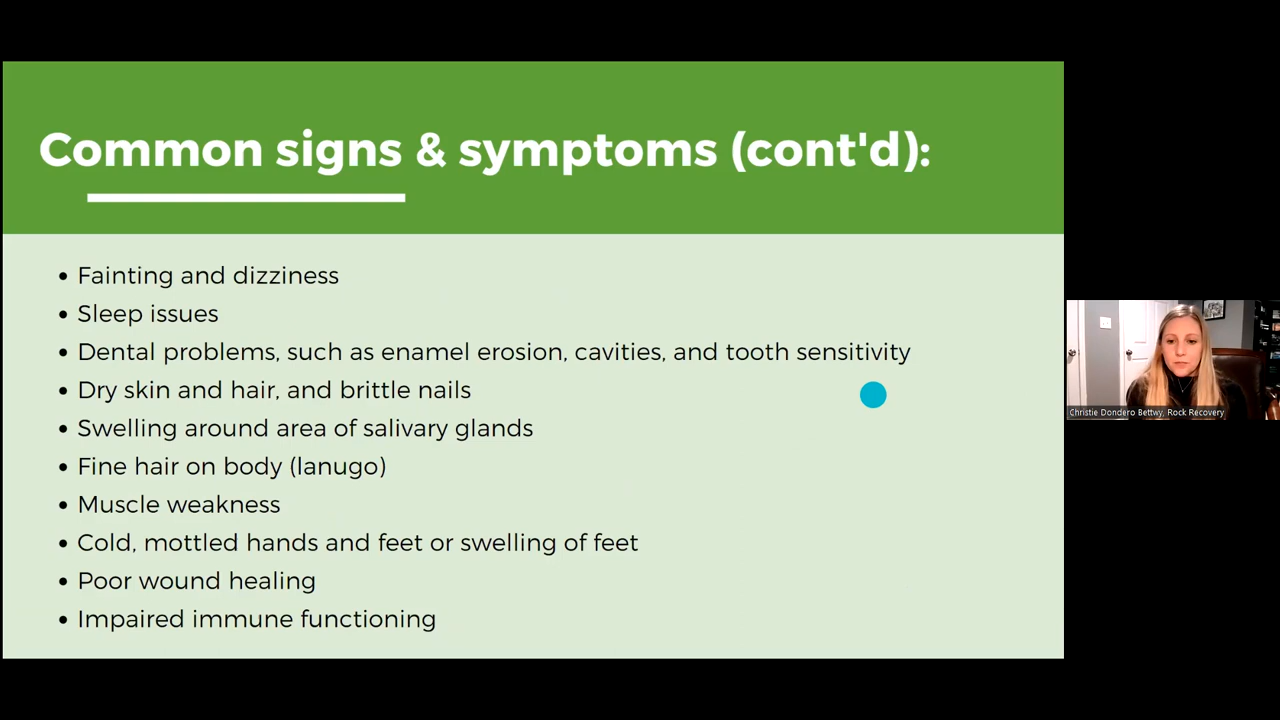 Common signs & symptoms (cont'd):
• Fainting and dizziness
• Sleep issues
• Dental problems, such as enamel erosion, cavities, and tooth sensitivity
• Dry skin and hair, and brittle nails
• Swelling around area of salivary glands
• Fine hair on body (lanugo)
• Muscle weakness
• Cold, mottled hands and feet or swelling of feet
• Poor wound healing
• Impaired immune functioning
Christie Dondero Bettwy, Rock Recovery